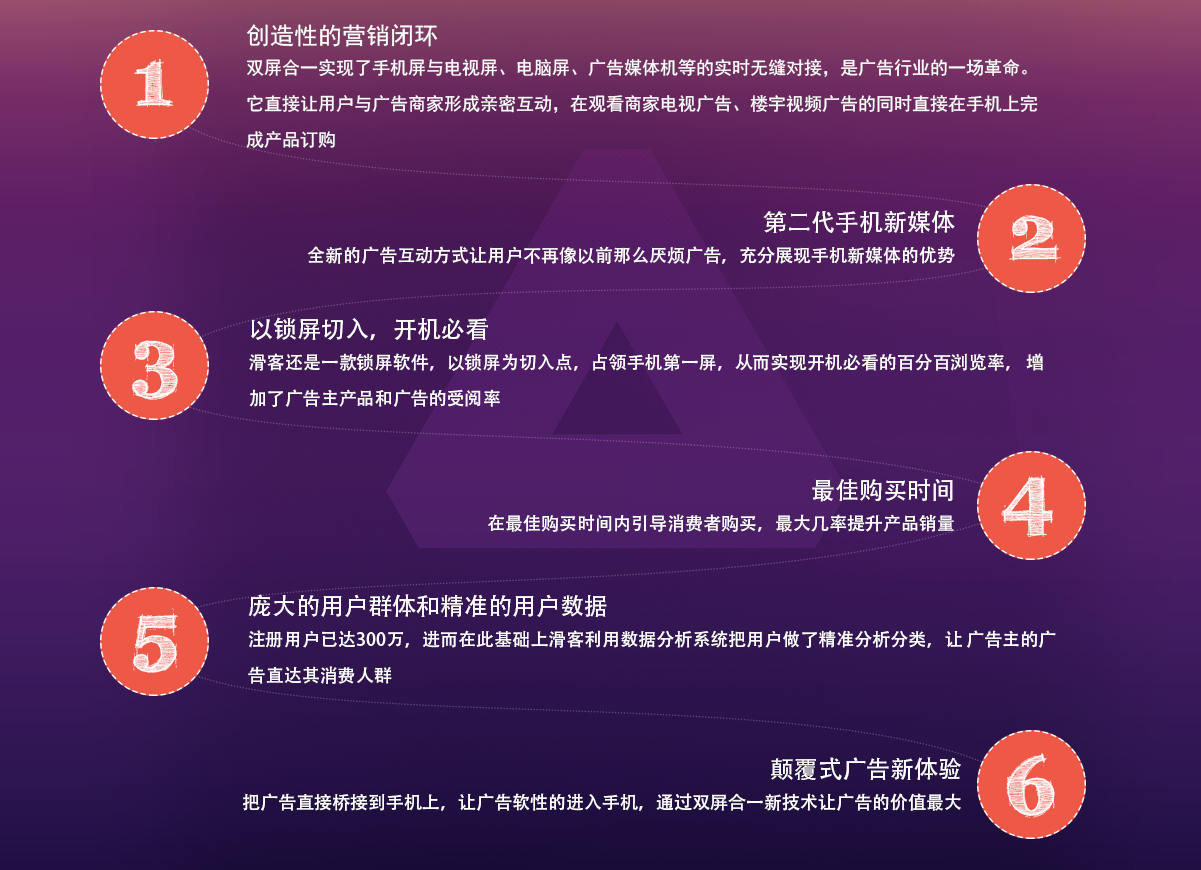 1
创造性的营销闭环
双屏合一实现了手机屏与电视屏、电脑屏、广告媒体机等的实时无缝对接，是广告行业的一场革命。
它直接让用户与广告商家形成亲密互动，在观看商家电视广告、楼宇视频广告的同时直接在手机上完
成产品订购
2
第二代手机新媒体
全新的广告互动方式让用户不再像以前那么厌烦广告，充分展现手机新媒体的优势
3
以锁屏切入，开机必看
滑客还是一款锁屏软件，以锁屏为切入点，占领手机第一屏，从而实现开机必看的百分百浏览率， 增
加了广告主产品和广告的受阅率
4
最佳购买时间
在最佳购买时间内引导消费者购买，最大几率提升产品销量
5
庞大的用户群体和精准的用户数据
注册用户已达300万，进而在此基础上滑客利用数据分析系统把用户做了精准分析分类，让 广告主的广
告直达其消费人群
6
颠覆式广告新体验
把广告直接桥接到手机上，让广告软性的进入手机，通过双屏合一新技术让广告的价值最大